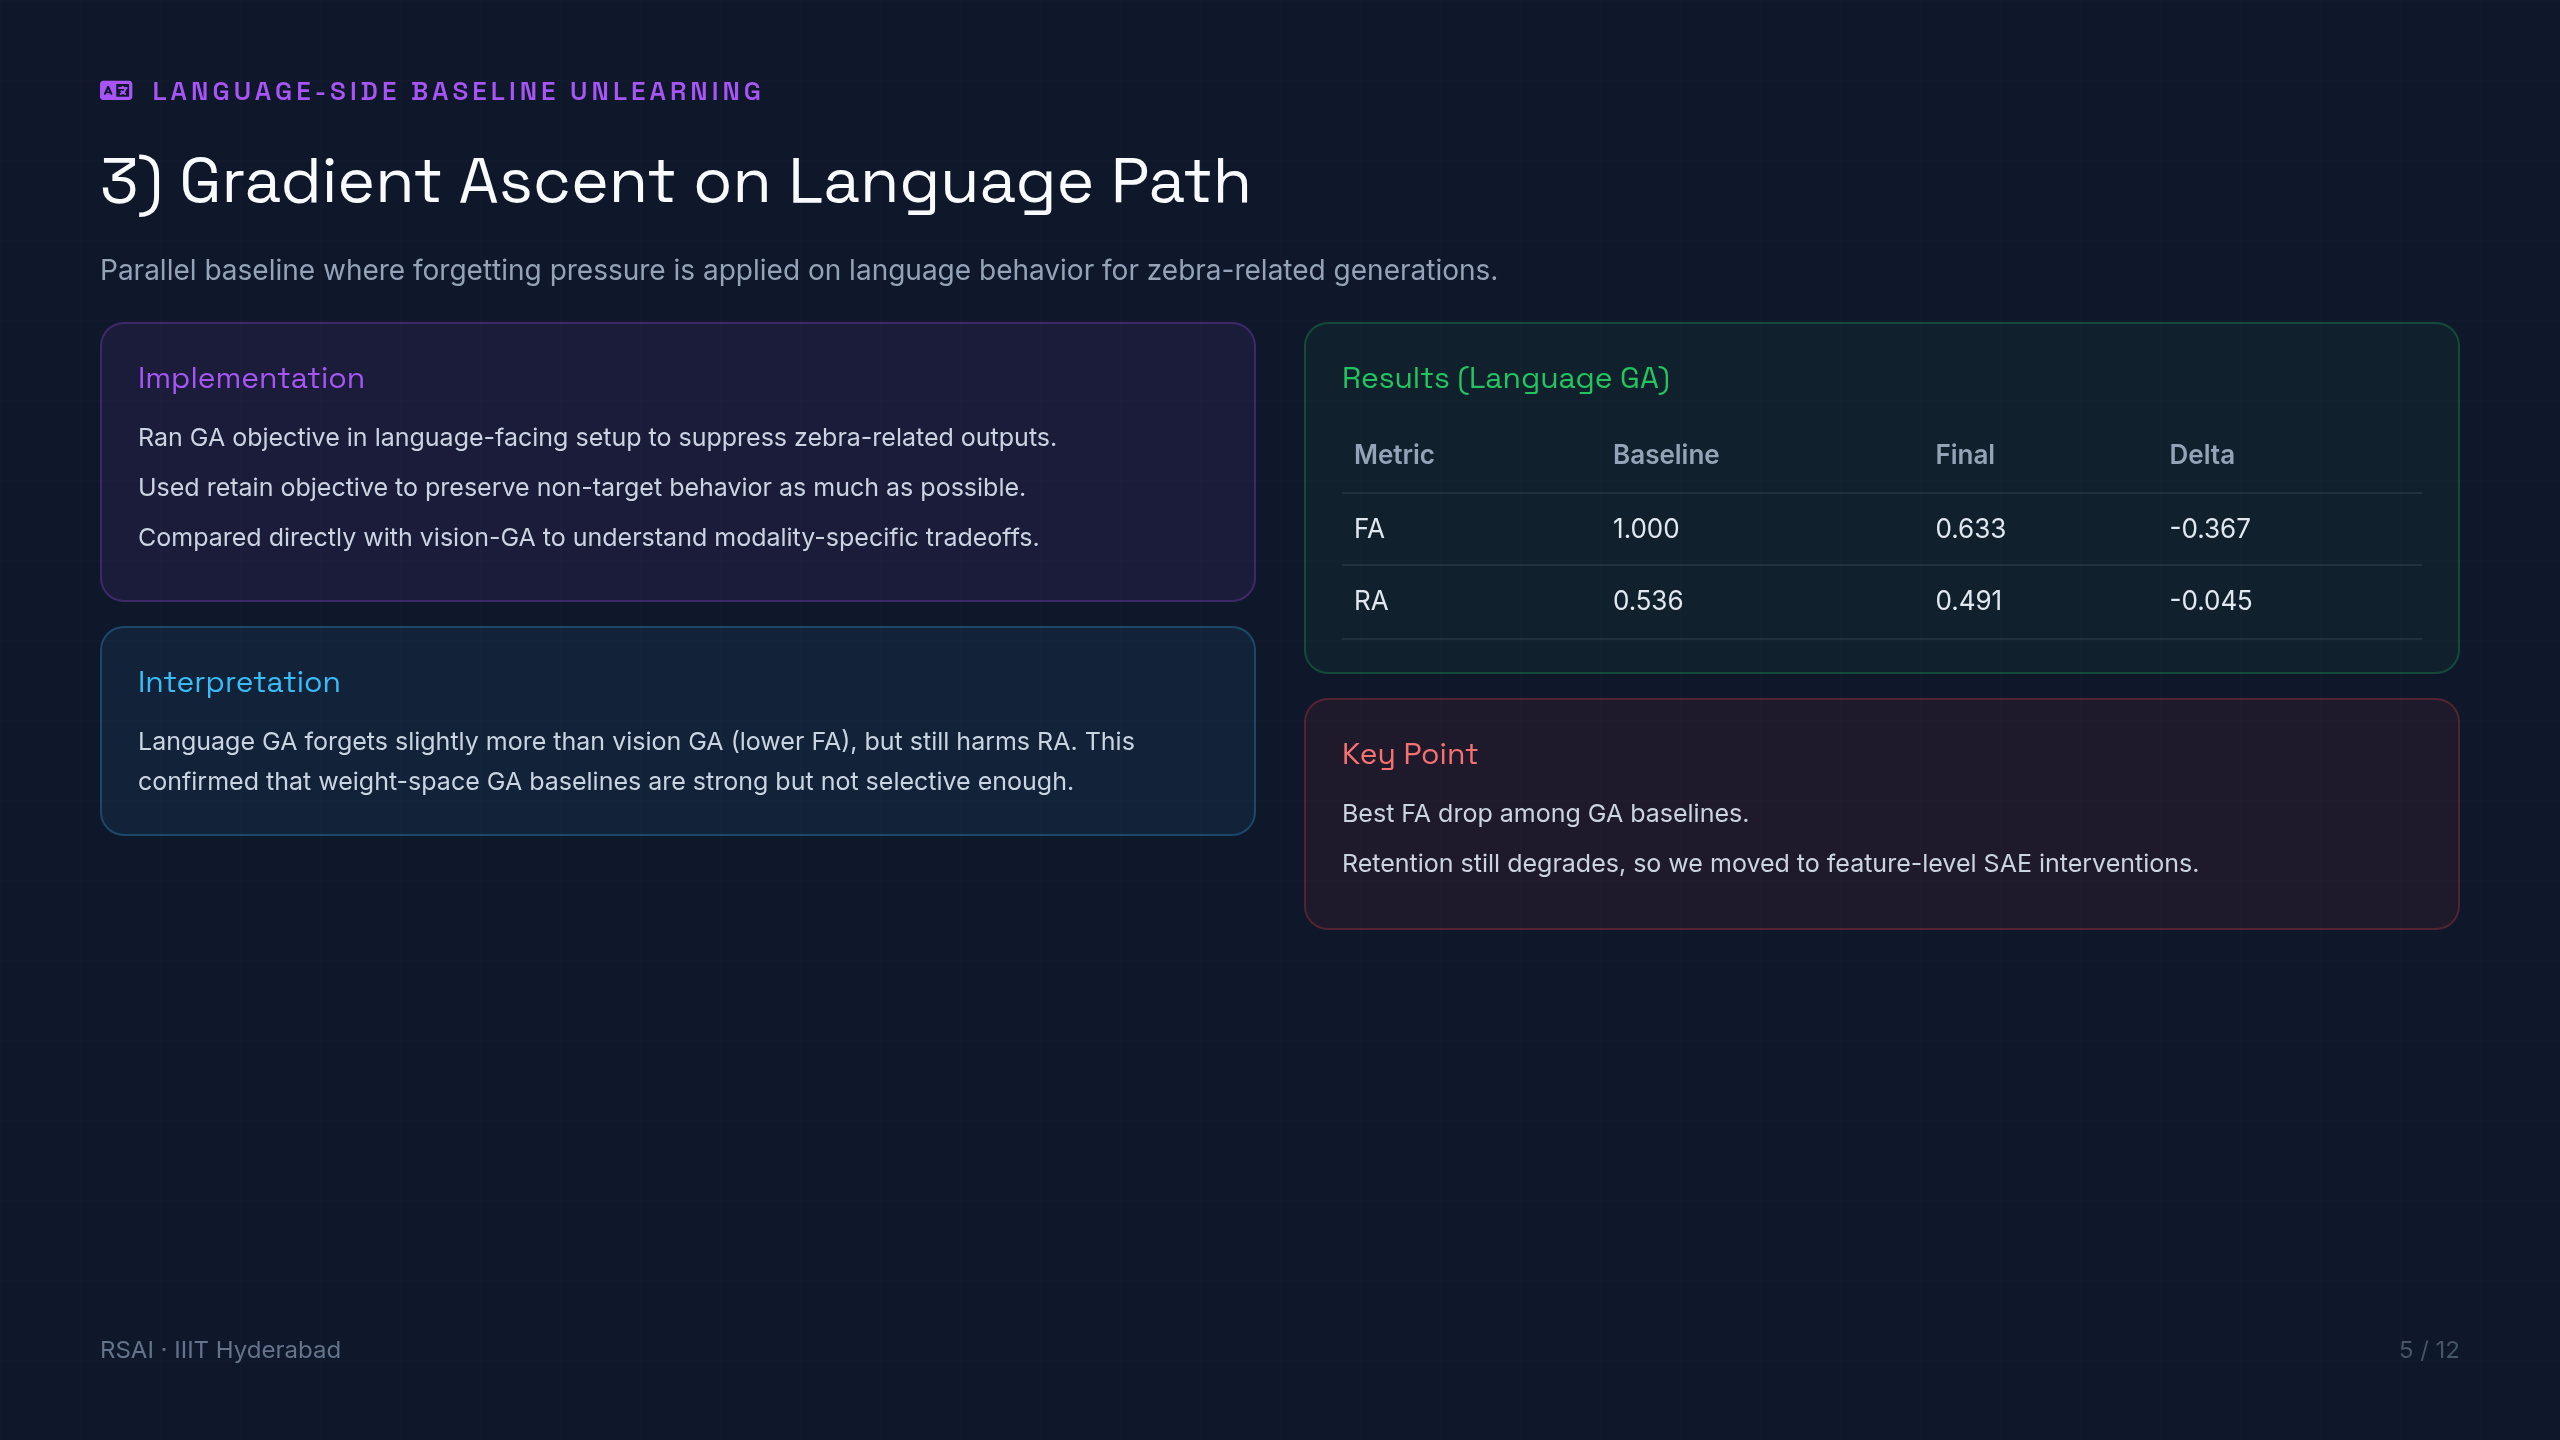 LANGUAGE-SIDE BASELINE UNLEARNING
3) Gradient Ascent on Language Path
Parallel baseline where forgetting pressure is applied on language behavior for zebra-related generations.
Implementation
Ran GA objective in language-facing setup to suppress zebra-related outputs.
Used retain objective to preserve non-target behavior as much as possible.
Compared directly with vision-GA to understand modality-specific tradeoffs.
Interpretation
Language GA forgets slightly more than vision GA (lower FA), but still harms RA. This
confirmed that weight-space GA baselines are strong but not selective enough.
Results (Language GA)
Metric Baseline Final Delta
FA 1.000 0.633 -0.367
RA 0.536 0.491 -0.045
Key Point
Best FA drop among GA baselines.
Retention still degrades, so we moved to feature-level SAE interventions.
RSAI · IIIT Hyderabad
5 / 12